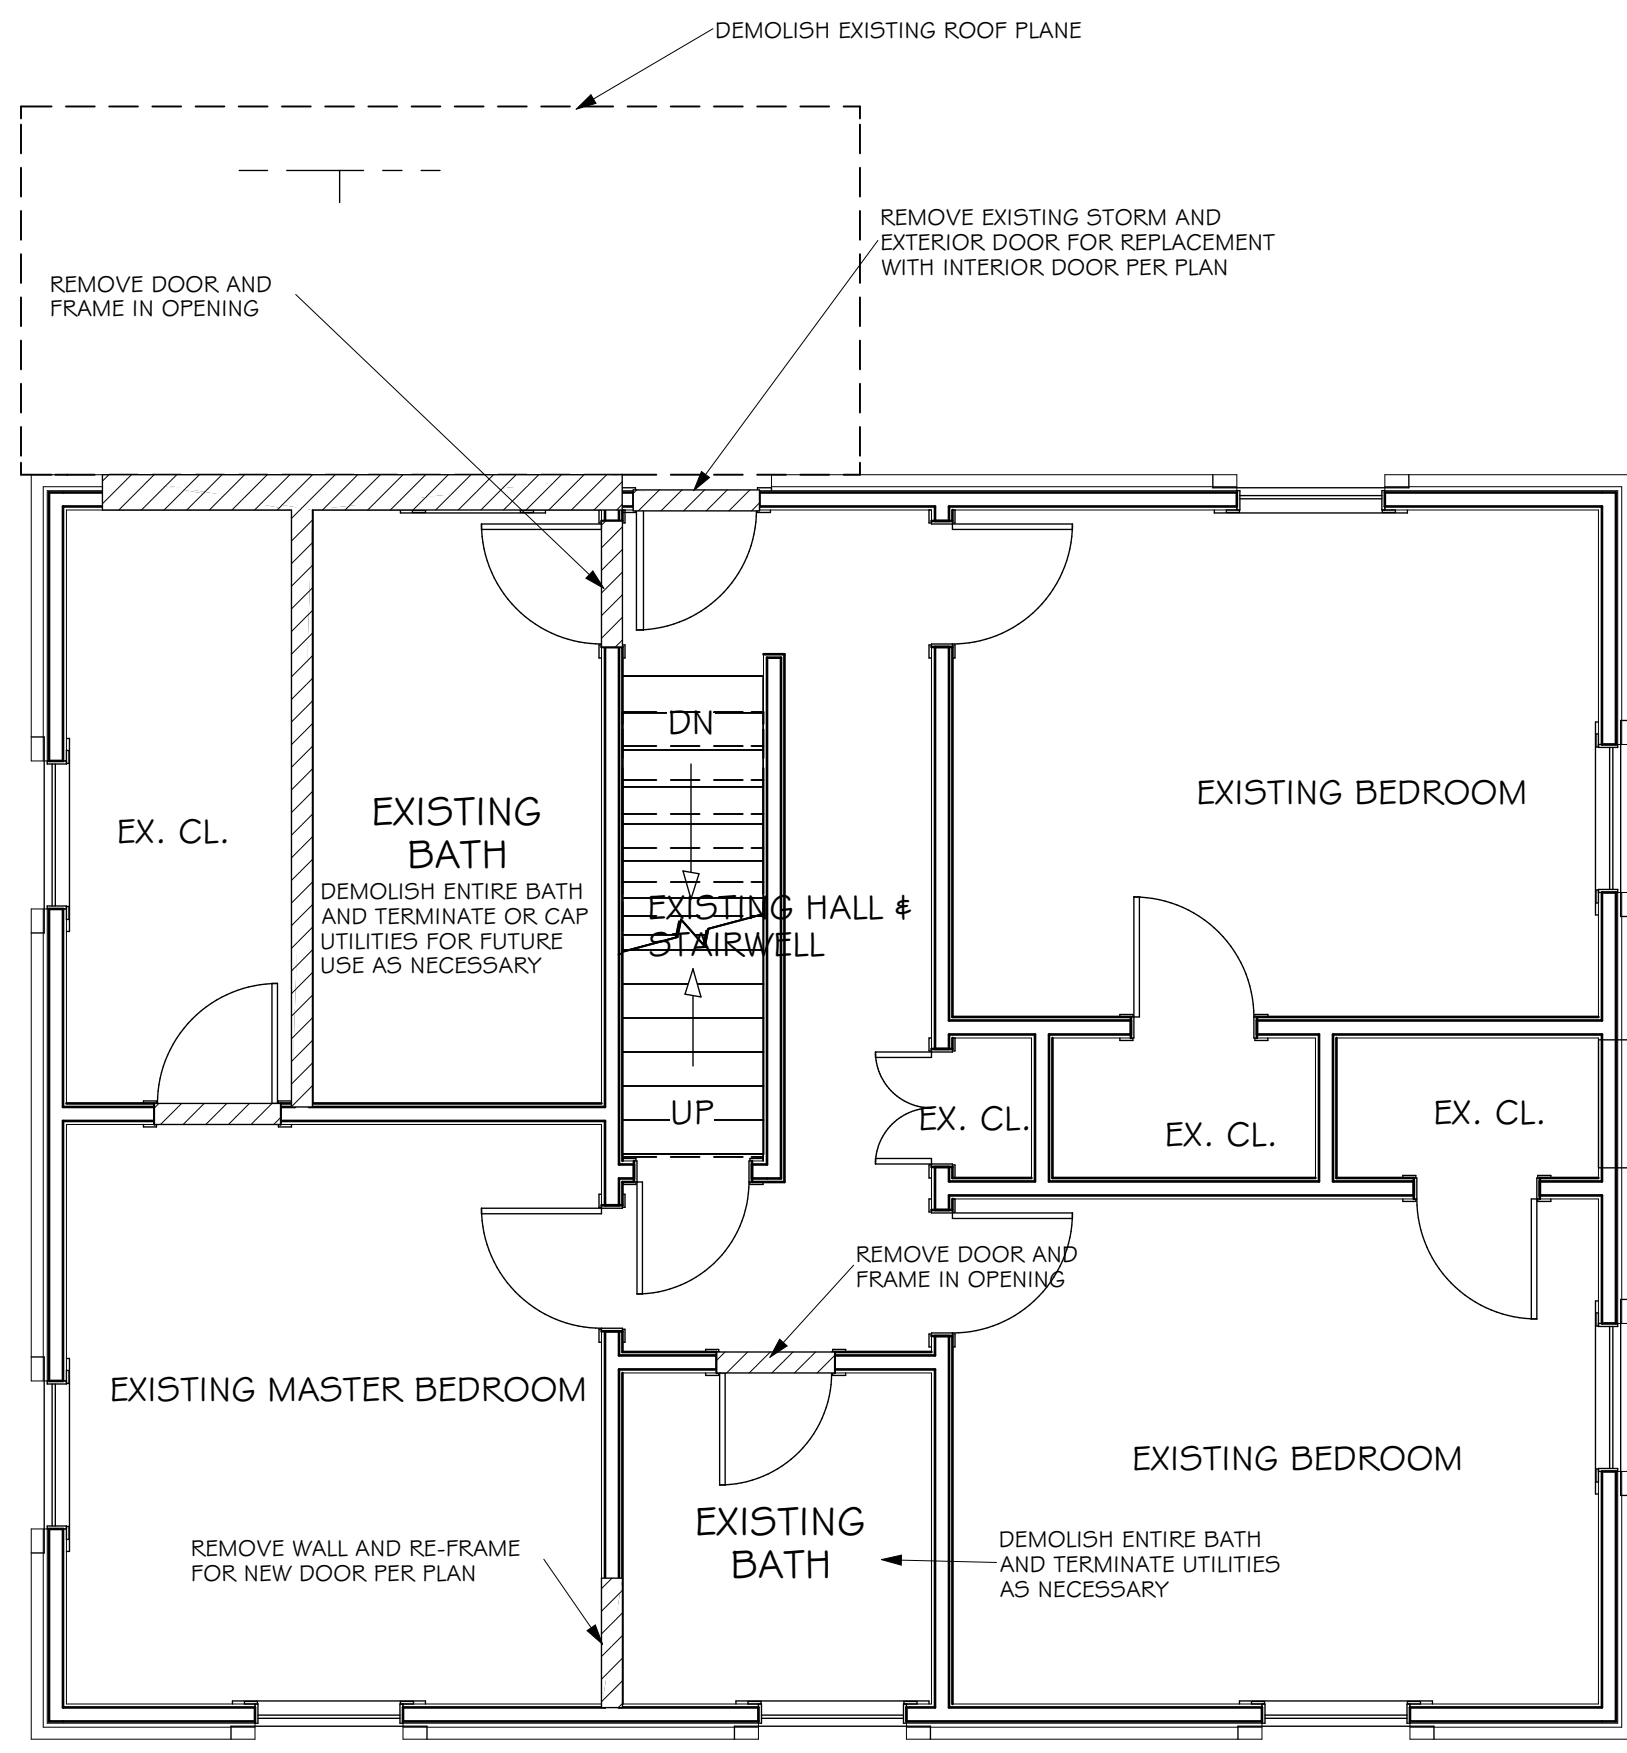 DEMOLISH EXISTING ROOF PLANE
REMOVE EXISTING STORM AND
EXTERIOR DOOR FOR REPLACEMENT
WITH INTERIOR DOOR PER PLAN
REMOVE DOOR AND
FRAME IN OPENING
DN
EXISTING BEDROOM
EX. CL.
EXISTING
BATH
DEMOLISH ENTIRE BATH
AND TERMINATE OR CAP
UTILITIES FOR FUTURE
USE AS NECESSARY
EXISTING HALL &
STAIRWELL
UP
EX. CL.
EX. CL.
EX. CL.
REMOVE DOOR AND
FRAME IN OPENING
EXISTING MASTER BEDROOM
EXISTING BEDROOM
EXISTING
BATH
REMOVE WALL AND RE-FRAME
FOR NEW DOOR PER PLAN
DEMOLISH ENTIRE BATH
AND TERMINATE UTILITIES
AS NECESSARY